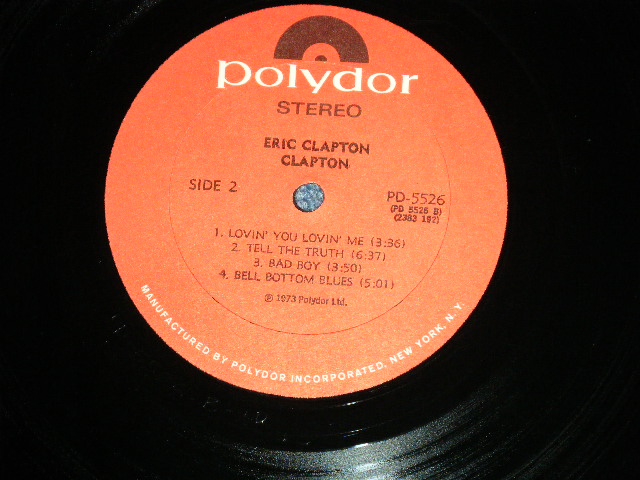 polydor
STEREO
ERIC CLAPTON
CLAPTON
SIDE 2
PD-5526
(PD 5526 B)
(2383 192)
1. LOVIN' YOU LOVIN' ME (3:36)
2. TELL THE TRUTH (6:37)
3. BAD BOY (3:50)
4. BELL BOTTOM BLUES (5:01)
℗ 1973 Polydor Ltd.
MANUFACTURED BY POLYDOR INCORPORATED, NEW YORK, N.Y.